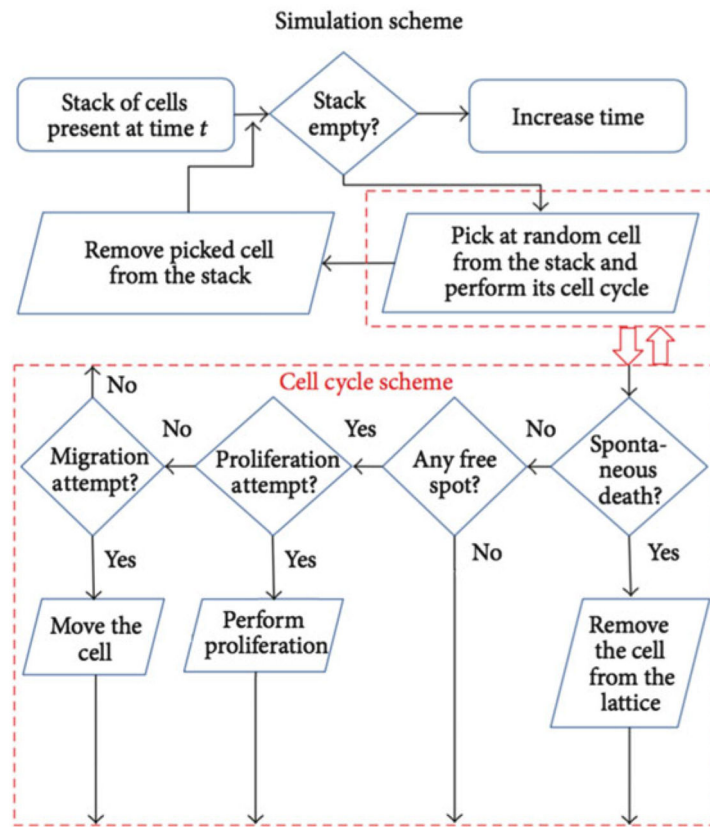 Simulation scheme
Stack of cells
present at time t
Stack
empty?
Increase time
Remove picked cell
from the stack
Pick at random cell
from the stack and
perform its cell cycle
Cell cycle scheme
No
Migration
attempt?
No
Proliferation
attempt?
Yes
Any free
spot?
No
Sponta-
neous
death?
Yes
Yes
No
Yes
Move the
cell
Perform
proliferation
Remove
the cell
from the
lattice